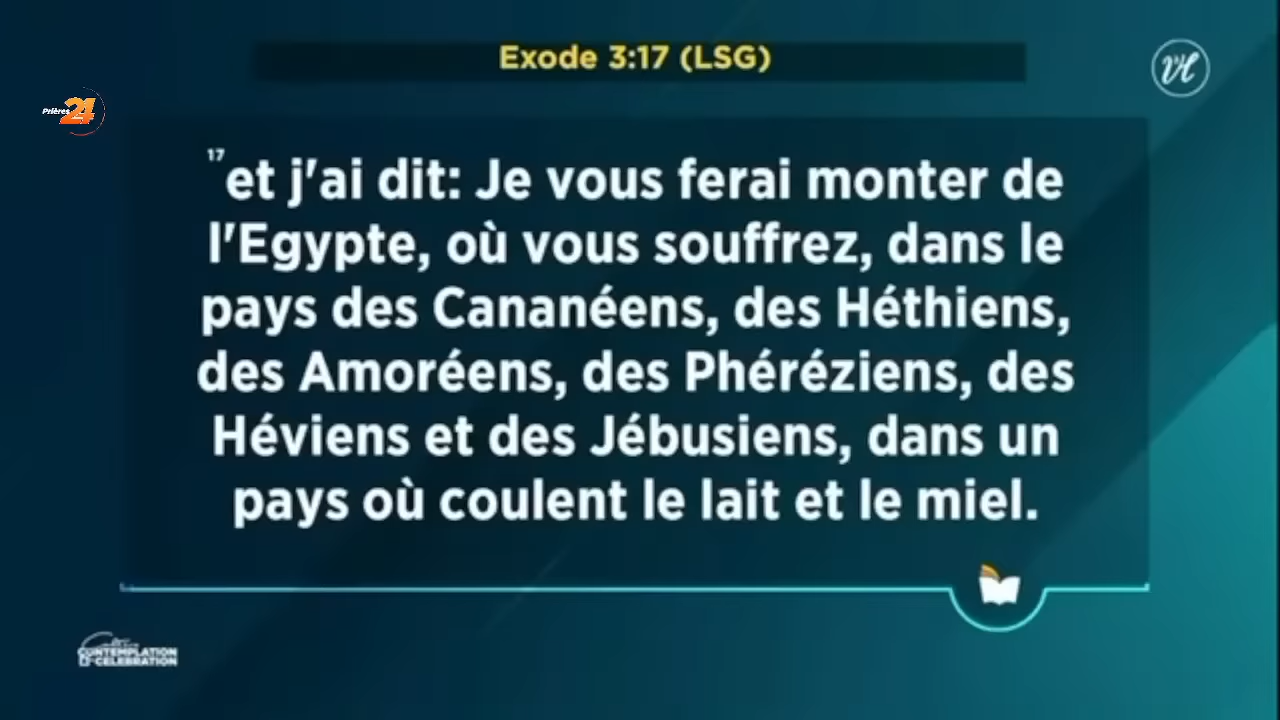 Exode 3:17 (LSG)
Prières 24
17 et j'ai dit: Je vous ferai monter de
l'Egypte, où vous souffrez, dans le
pays des Cananéens, des Héthiens,
des Amoréens, des Phéréziens, des
Héviens et des Jébusiens, dans un
pays où coulent le lait et le miel.
CONTEMPLATION
CELEBRATION